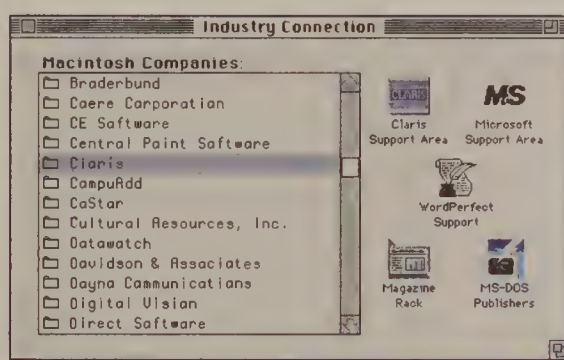 Industry Connection
Macintosh Companies:
Broderbund
Caere Corporation
CE Software
Central Point Software
Claris
CompuAdd
CoStar
Cultural Resources, Inc.
Datawatch
Davidson & Associates
Dayna Communications
Digital Vision
Direct Software
CLARIS
Claris
Support Area
MS
Microsoft
Support Area
WordPerfect
Support
Magazine
Rack
MS-DOS
Publishers